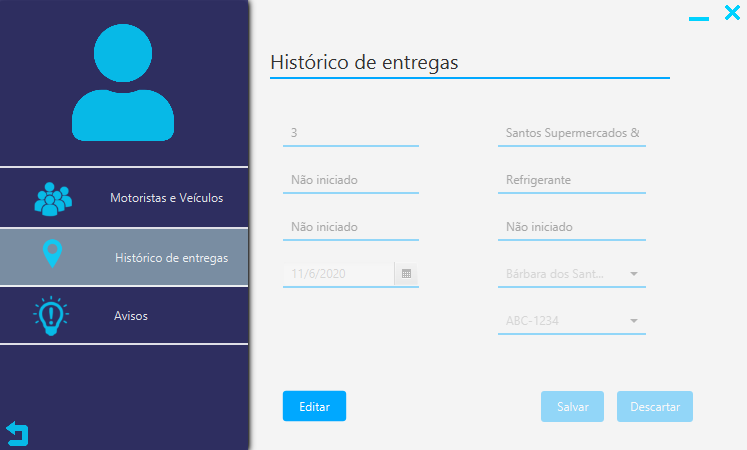 Motoristas e Veículos
Histórico de entregas
Avisos
Histórico de entregas
3
Santos Supermercados &
Não iniciado
Refrigerante
Não iniciado
Não iniciado
11/6/2020
Bárbara dos Sant...
ABC-1234
Editar
Salvar
Descartar